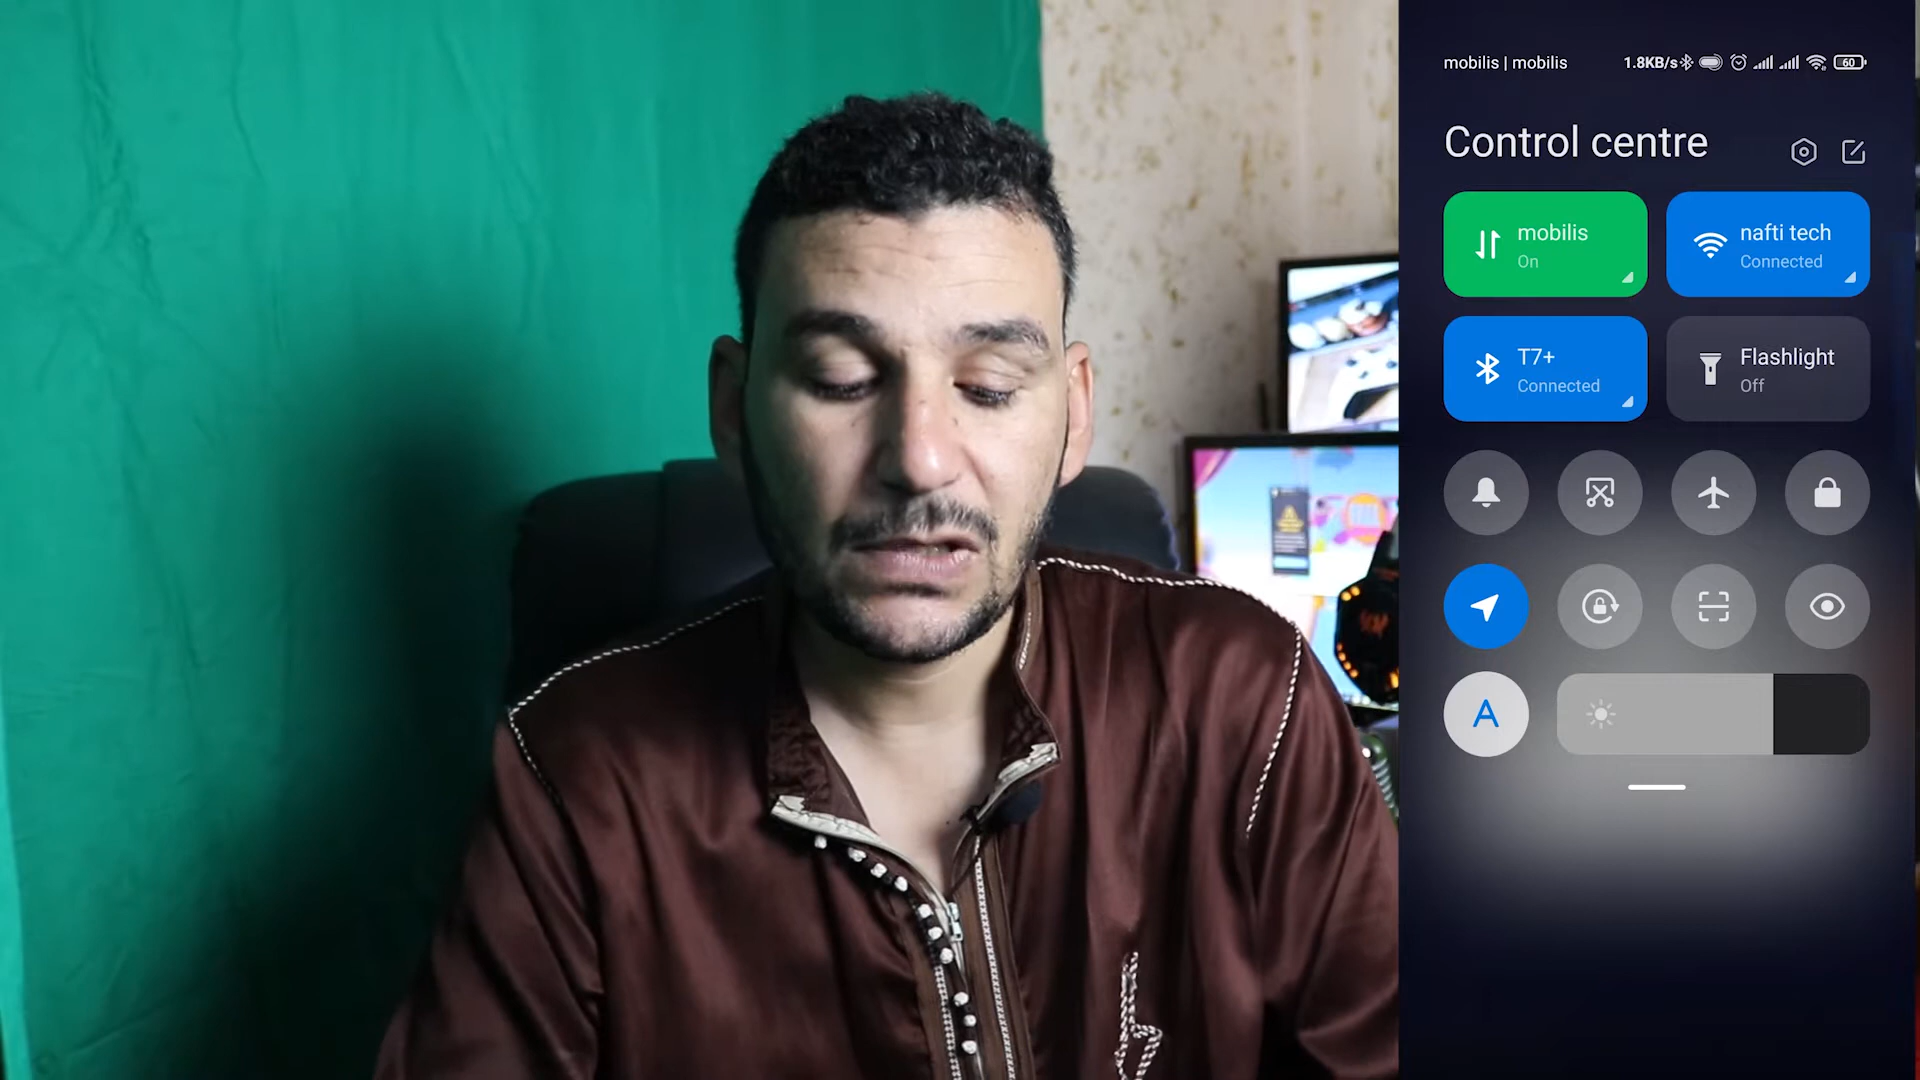 mobilis | mobilis 1.8KB/s 60
Control centre
mobilis
On
nafti tech
Connected
T7+
Connected
Flashlight
Off
A